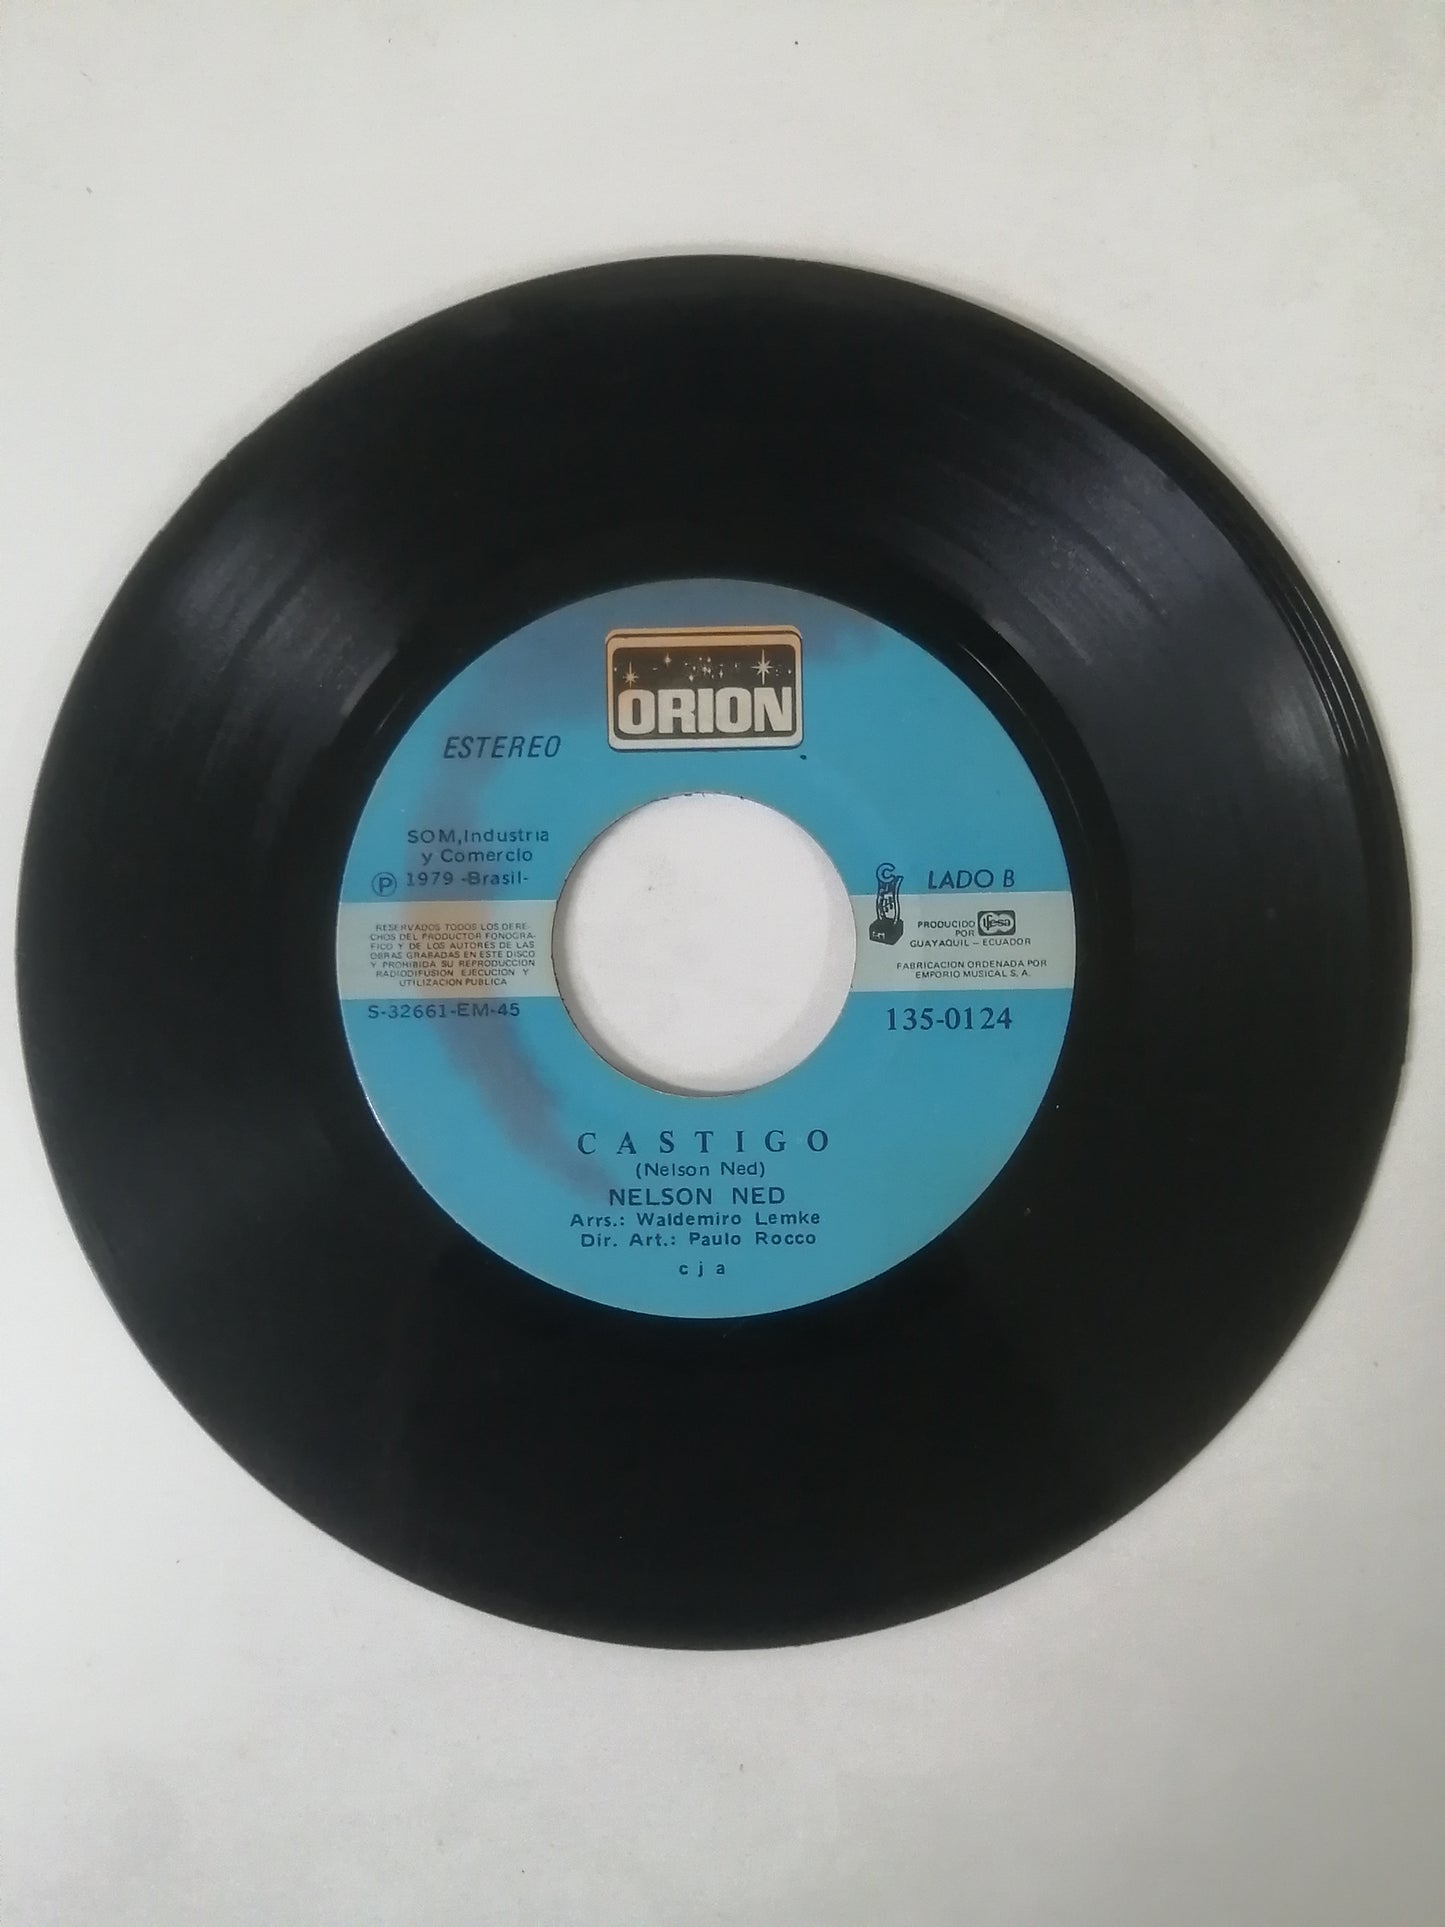 ORION
ESTEREO
SOM, Industria
y Comercio
Ⓟ 1979 -Brasil-
RESERVADOS TODOS LOS DERE-
CHOS DEL PRODUCTOR FONOGRA-
FICO Y DE LOS AUTORES DE LAS
OBRAS GRABADAS EN ESTE DISCO
Y PROHIBIDA SU REPRODUCCION
RADIODIFUSION EJECUCION Y
UTILIZACION PUBLICA
S-32661-EM-45
C
LADO B
PRODUCIDO
POR
ifesa
GUAYAQUIL - ECUADOR
FABRICACION ORDENADA POR
EMPORIO MUSICAL S. A.
135-0124
CASTIGO
(Nelson Ned)
NELSON NED
Arrs.: Waldemiro Lemke
Dir. Art.: Paulo Rocco
c j a